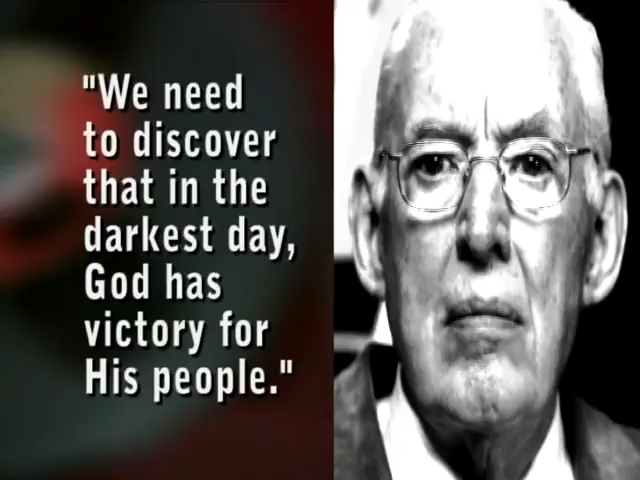 "We need
to discover
that in the
darkest day,
God has
victory for
His people."